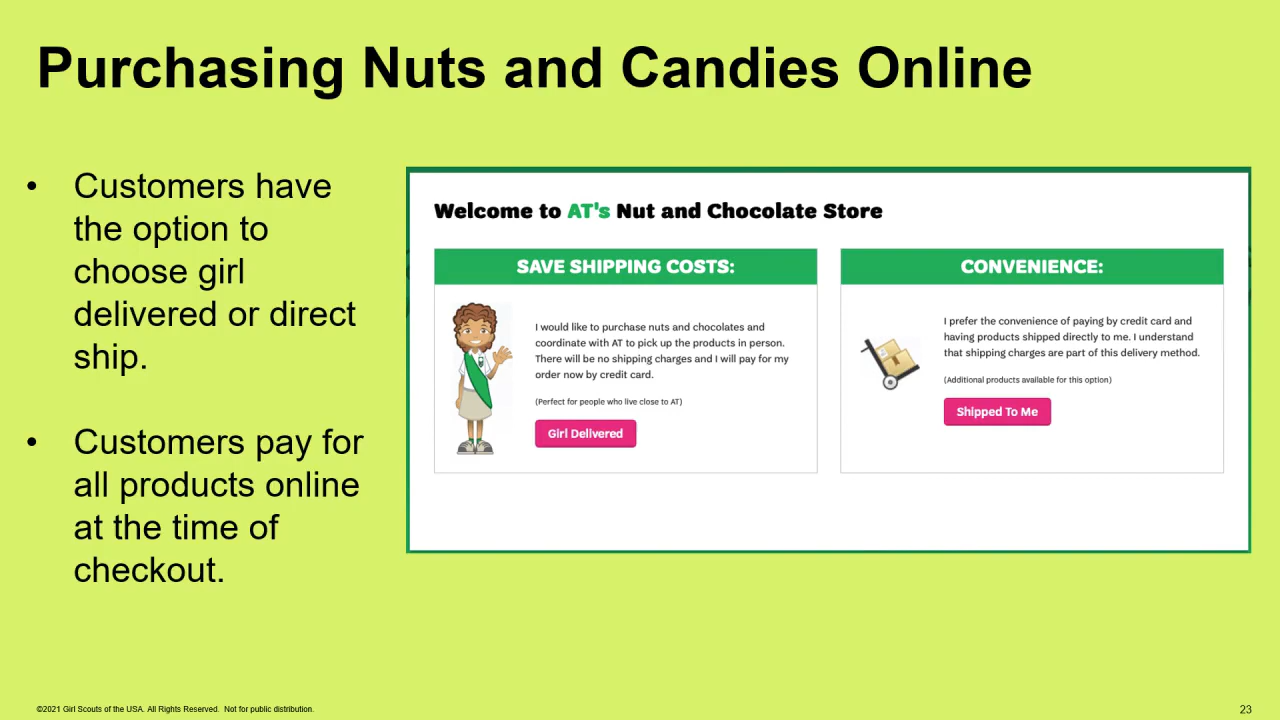 Purchasing Nuts and Candies Online
• Customers have
the option to
choose girl
delivered or direct
ship.
• Customers pay for
all products online
at the time of
checkout.
Welcome to AT's Nut and Chocolate Store
SAVE SHIPPING COSTS:
I would like to purchase nuts and chocolates and
coordinate with AT to pick up the products in person.
There will be no shipping charges and I will pay for my
order now by credit card.
(Perfect for people who live close to AT)
Girl Delivered
CONVENIENCE:
I prefer the convenience of paying by credit card and
having products shipped directly to me. I understand
that shipping charges are part of this delivery method.
(Additional products available for this option)
Shipped To Me
©2021 Girl Scouts of the USA. All Rights Reserved. Not for public distribution.
23